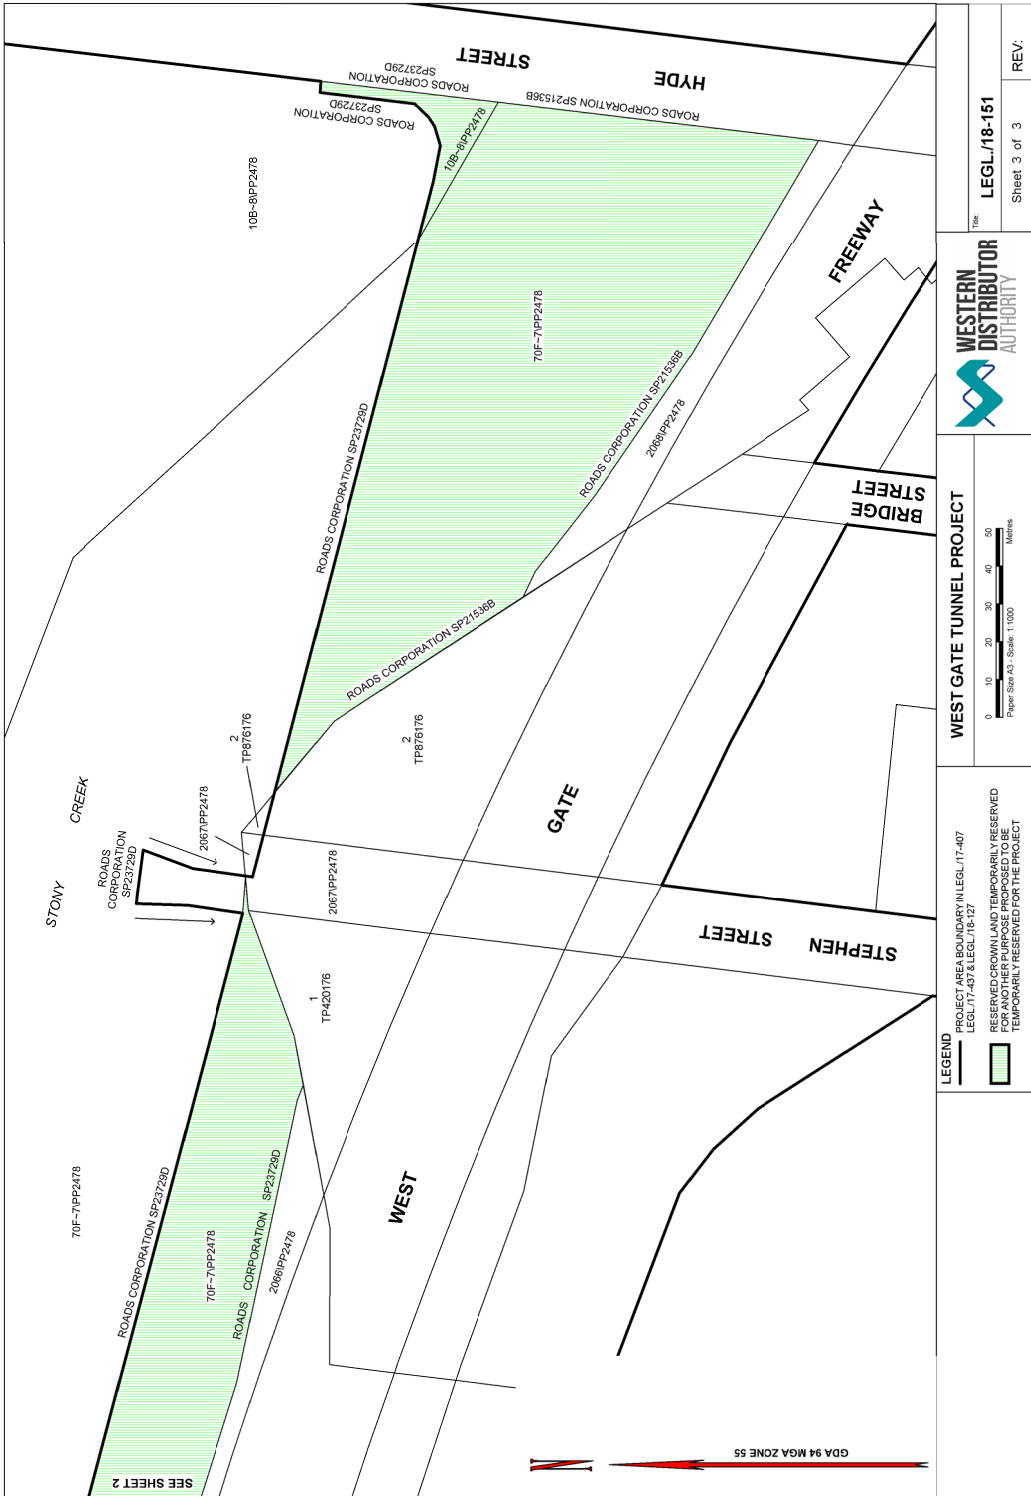 STONY
CREEK
ROADS
CORPORATION
SP23729D
70F~7\PP2478
10B~8\PP2478
2067\PP2478
2
TP876176
ROADS CORPORATION SP23729D
ROADS CORPORATION
SP23729D
ROADS CORPORATION
SP23729D
10B~8\PP2478
HYDE
STREET
ROADS CORPORATION SP21536B
SEE SHEET 2
ROADS CORPORATION SP23729D
70F~7\PP2478
ROADS CORPORATION SP23729D
2066\PP2478
1
TP420176
2067\PP2478
2
TP876176
ROADS CORPORATION SP21536B
70F~7\PP2478
ROADS CORPORATION SP21536B
2068\PP2478
WEST
GATE
FREEWAY
STEPHEN
STREET
BRIDGE
STREET
N
GDA 94 MGA ZONE 55
LEGEND
PROJECT AREA BOUNDARY IN LEGL./17-407
LEGL./17-437 & LEGL./18-127
RESERVED CROWN LAND TEMPORARILY RESERVED
FOR ANOTHER PURPOSE PROPOSED TO BE
TEMPORARILY RESERVED FOR THE PROJECT
WEST GATE TUNNEL PROJECT
0 10 20 30 40 50
Metres
Paper Size A3 - Scale: 1:1000
WESTERN
DISTRIBUTOR
AUTHORITY
Title:
LEGL./18-151
Sheet 3 of 3
REV: